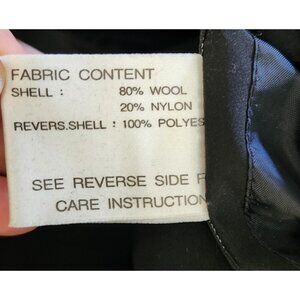 FABRIC CONTENT
SHELL : 80% WOOL
20% NYLON
REVERS.SHELL : 100% POLYES
SEE REVERSE SIDE F
CARE INSTRUCTION